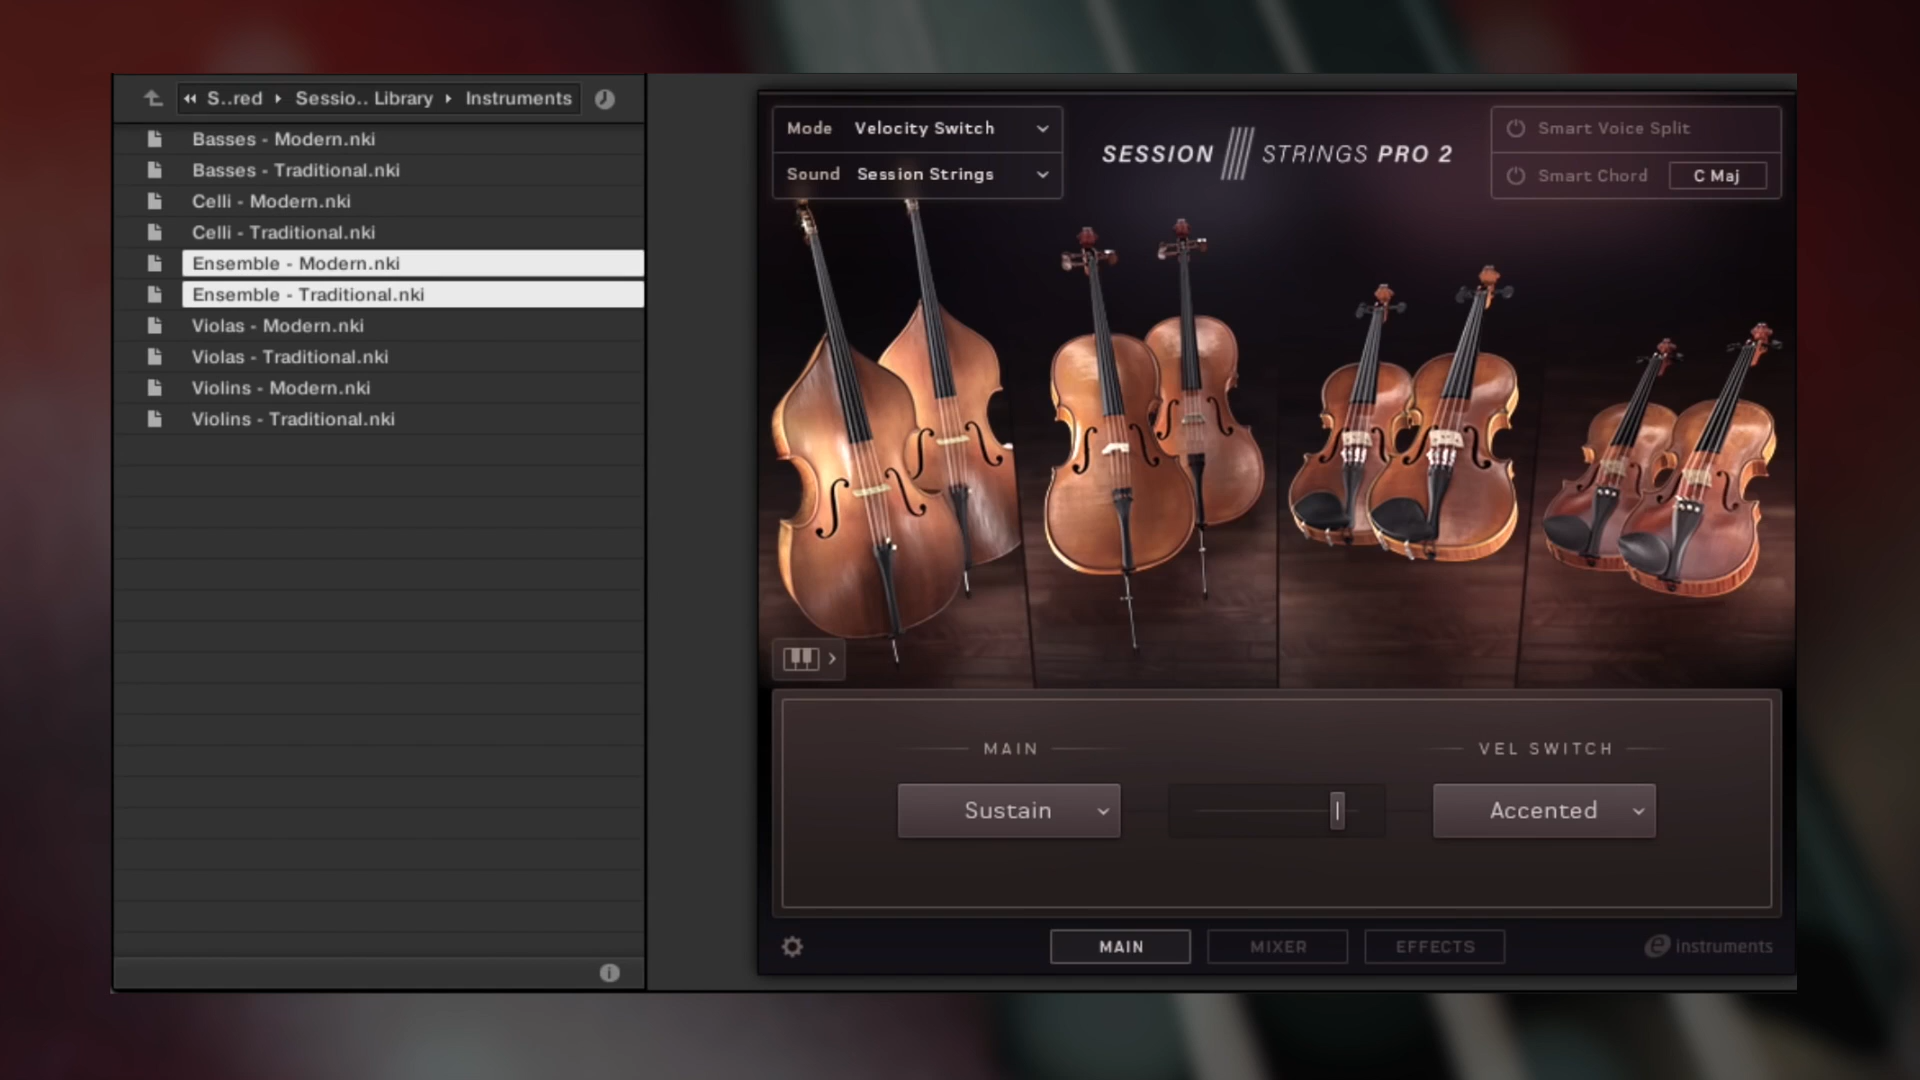 S..red Sessio.. Library Instruments
Basses - Modern.nki
Basses - Traditional.nki
Celli - Modern.nki
Celli - Traditional.nki
Ensemble - Modern.nki
Ensemble - Traditional.nki
Violas - Modern.nki
Violas - Traditional.nki
Violins - Modern.nki
Violins - Traditional.nki
Mode Velocity Switch
Sound Session Strings
SESSION STRINGS PRO 2
Smart Voice Split
Smart Chord C Maj
MAIN VEL SWITCH
Sustain Accented
MAIN MIXER EFFECTS
e instruments